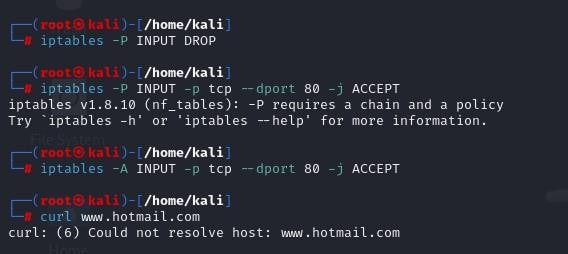 ┌──(root㉿kali)-[/home/kali]
└─# iptables -P INPUT DROP
┌──(root㉿kali)-[/home/kali]
└─# iptables -P INPUT -p tcp --dport 80 -j ACCEPT
iptables v1.8.10 (nf_tables): -P requires a chain and a policy
Try `iptables -h' or 'iptables --help' for more information.
File System
┌──(root㉿kali)-[/home/kali]
└─# iptables -A INPUT -p tcp --dport 80 -j ACCEPT
┌──(root㉿kali)-[/home/kali]
└─# curl www.hotmail.com
curl: (6) Could not resolve host: www.hotmail.com
Home